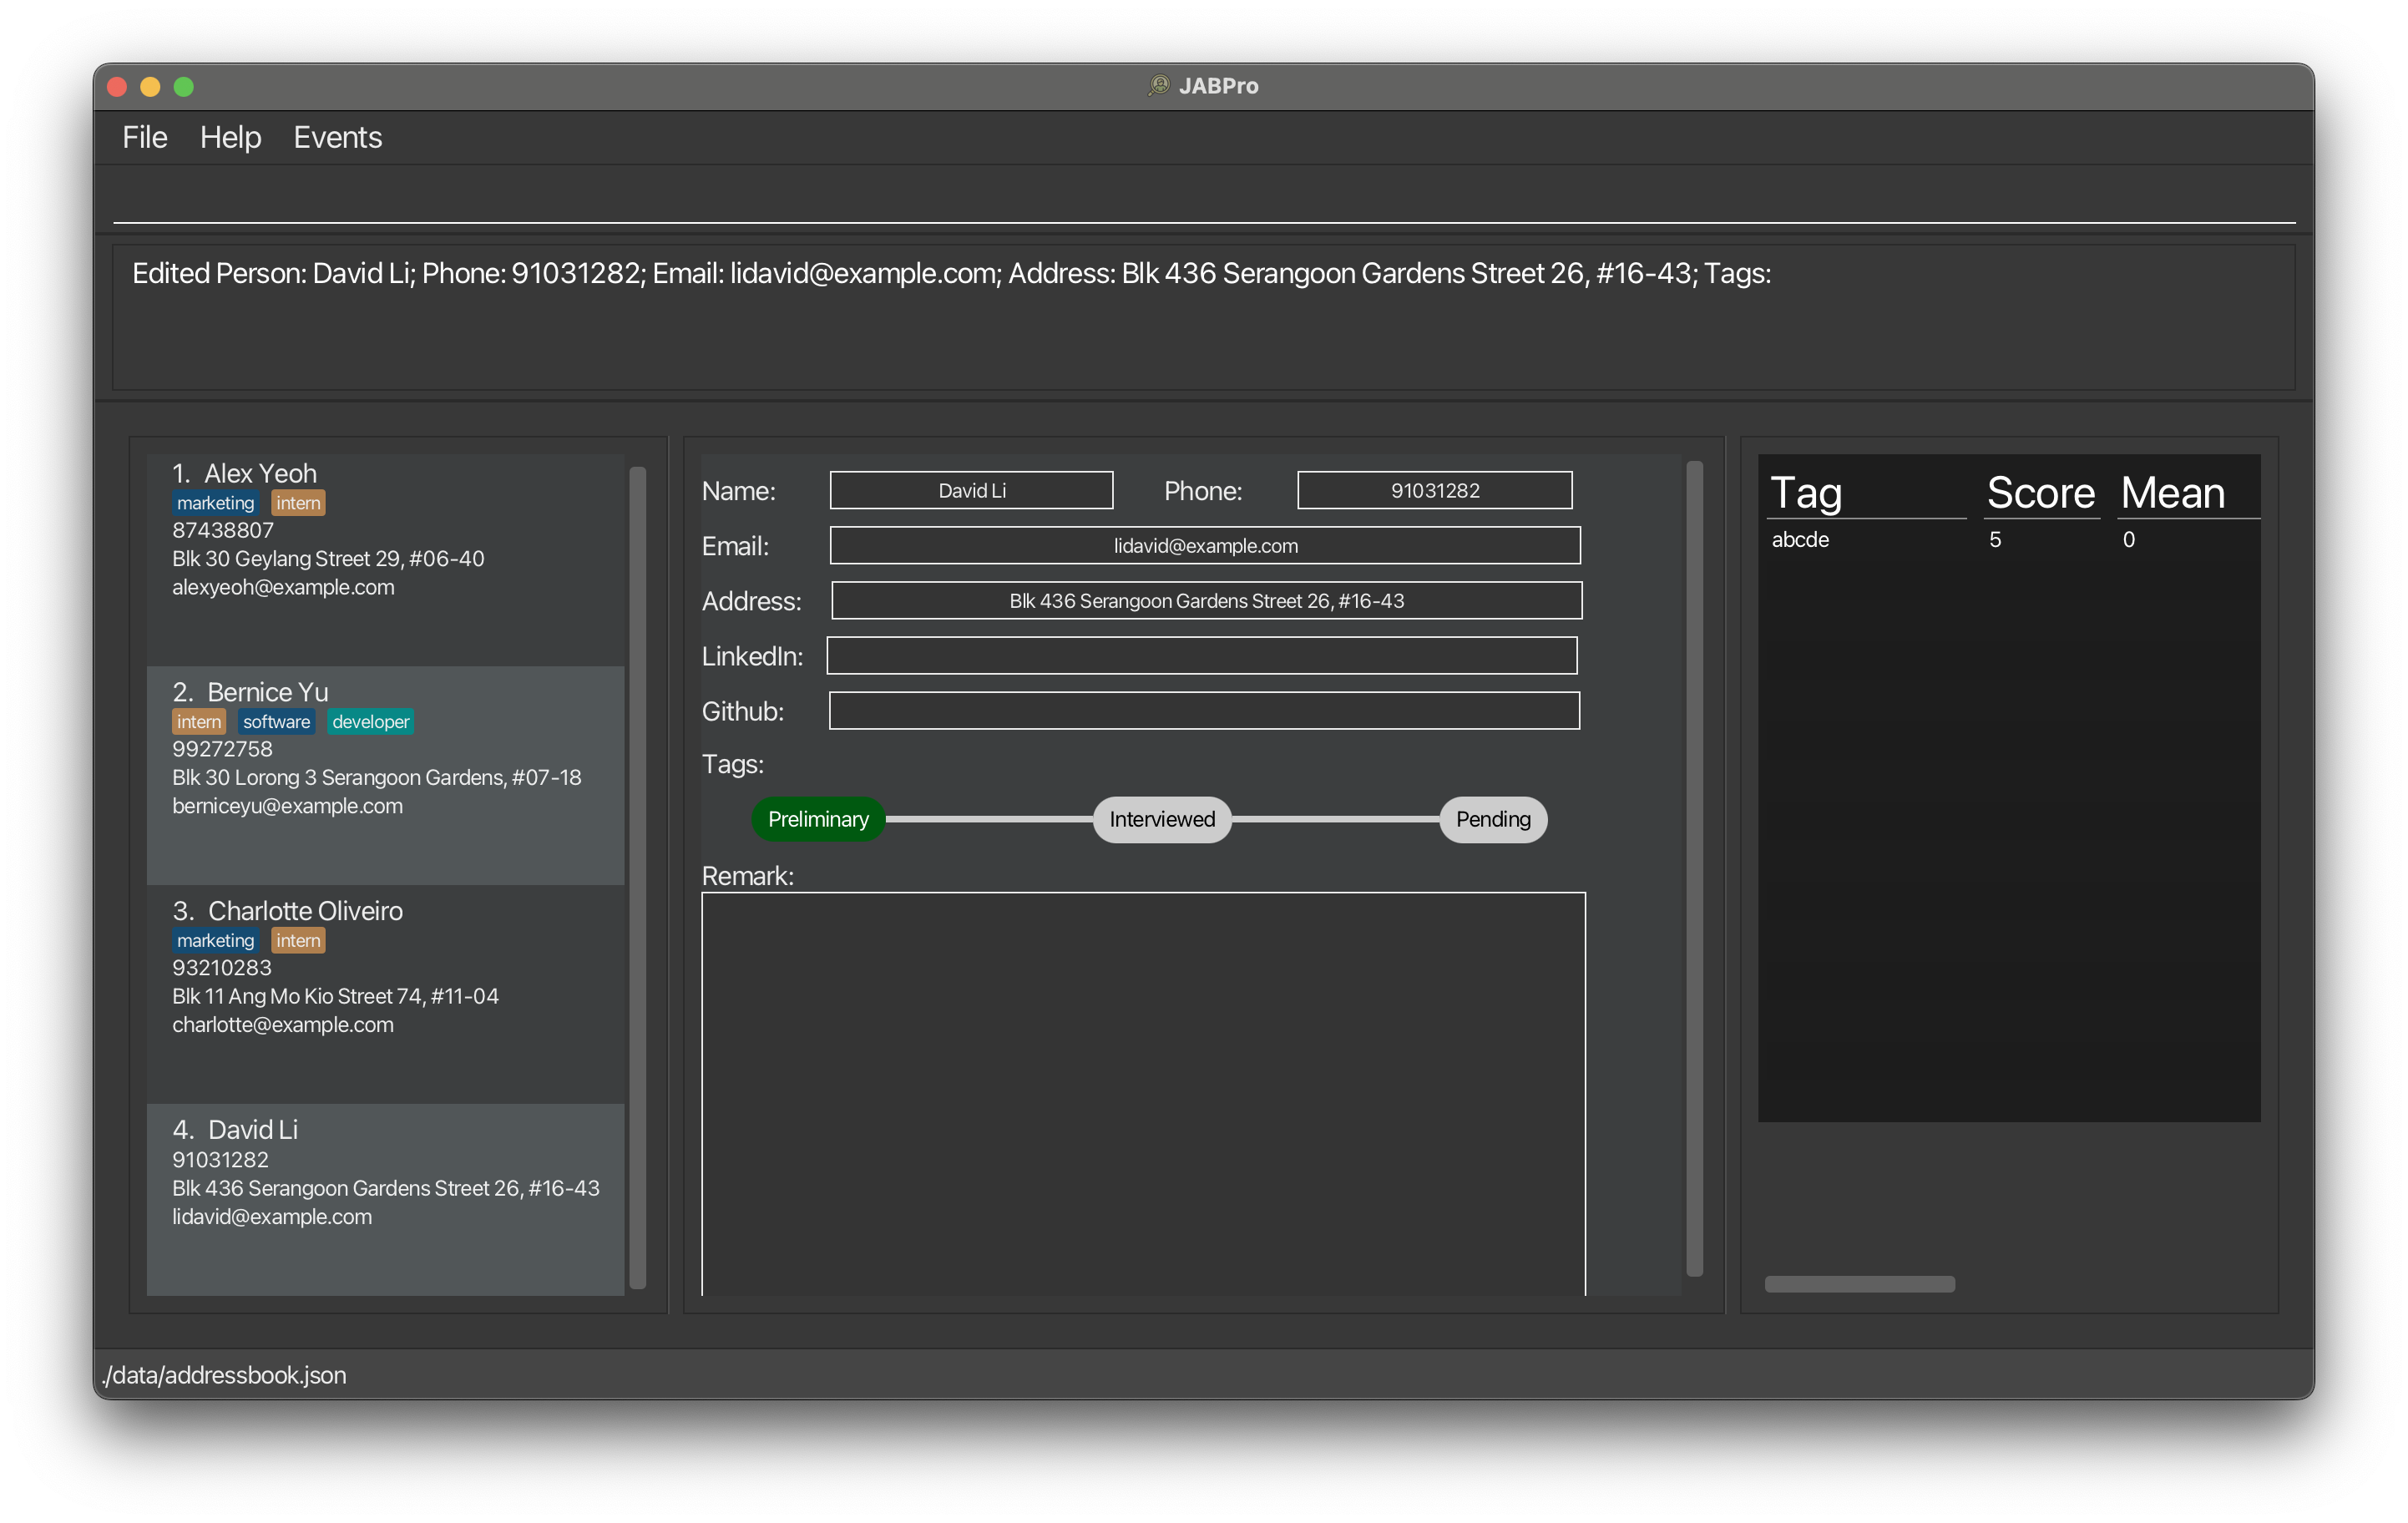 JABPro
File Help Events
Edited Person: David Li; Phone: 91031282; Email: lidavid@example.com; Address: Blk 436 Serangoon Gardens Street 26, #16-43; Tags:
1. Alex Yeoh
marketing intern
87438807
Blk 30 Geylang Street 29, #06-40
alexyeoh@example.com
2. Bernice Yu
intern software developer
99272758
Blk 30 Lorong 3 Serangoon Gardens, #07-18
berniceyu@example.com
3. Charlotte Oliveiro
marketing intern
93210283
Blk 11 Ang Mo Kio Street 74, #11-04
charlotte@example.com
4. David Li
91031282
Blk 436 Serangoon Gardens Street 26, #16-43
lidavid@example.com
Name: David Li Phone: 91031282
Email: lidavid@example.com
Address: Blk 436 Serangoon Gardens Street 26, #16-43
LinkedIn:
Github:
Tags:
Preliminary Interviewed Pending
Remark:
Tag Score Mean
abcde 5 0
./data/addressbook.json